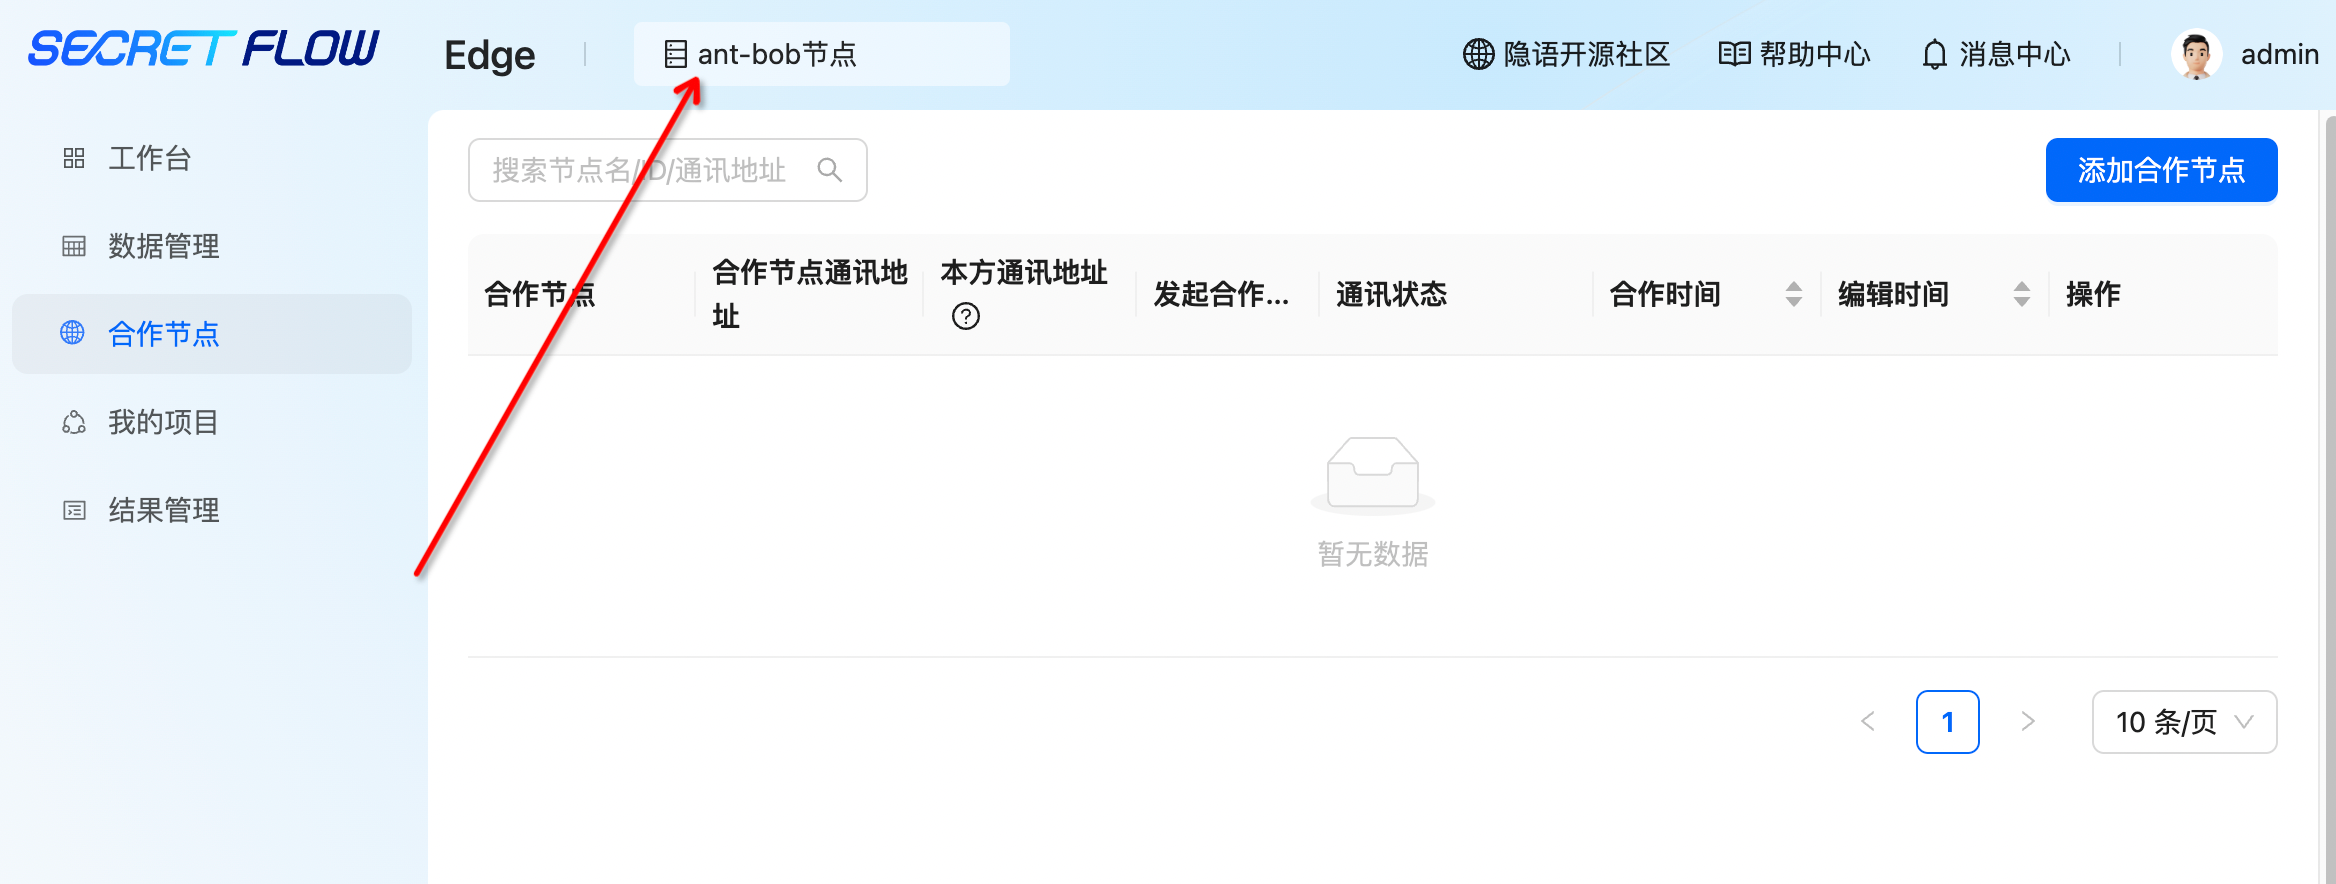 SECRET FLOW
Edge
ant-bob节点
隐语开源社区
帮助中心
消息中心
admin
工作台
数据管理
合作节点
我的项目
结果管理
搜索节点名/ID/通讯地址
添加合作节点
合作节点
合作节点通讯地
址
本方通讯地址
?
发起合作...
通讯状态
合作时间
编辑时间
操作
暂无数据
1
10 条/页